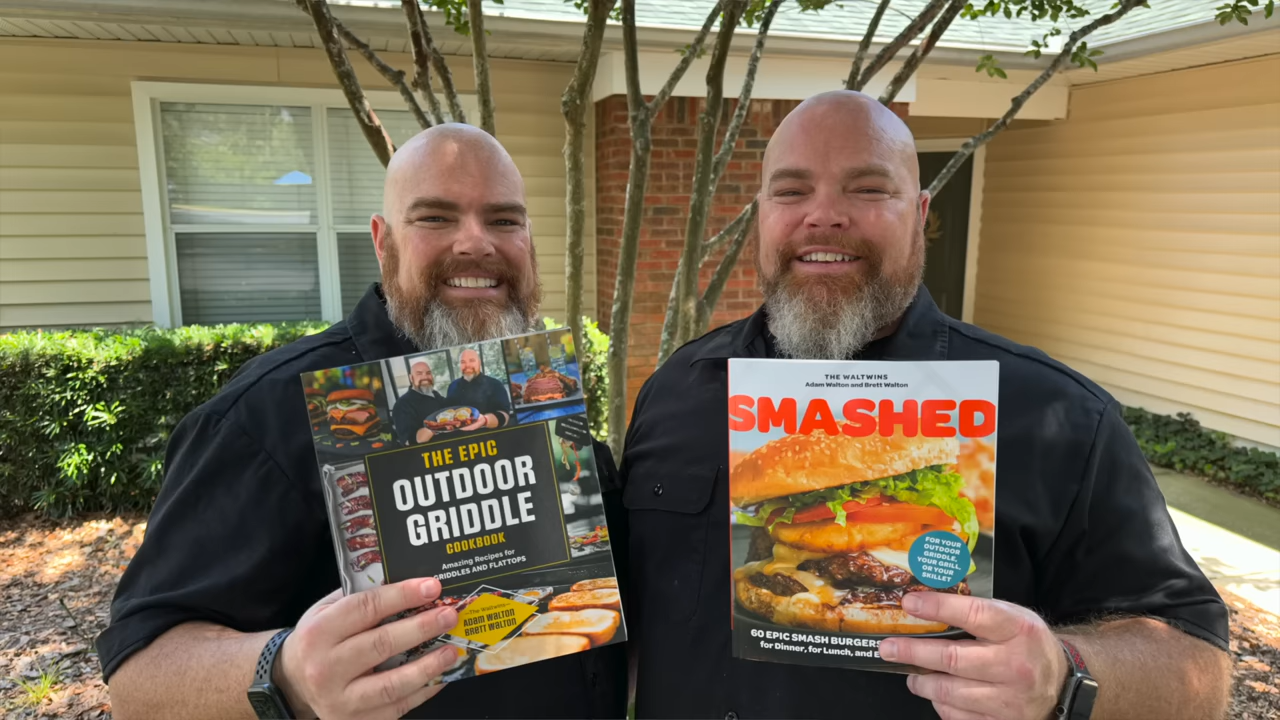 THE EPIC
OUTDOOR
GRIDDLE
COOKBOOK
Amazing Recipes for
GRIDDLES AND FLATTOPS
The Waltwins
ADAM WALTON
BRETT WALTON
THE WALTWINS
Adam Walton and Brett Walton
SMASHED
FOR YOUR
OUTDOOR
GRIDDLE,
YOUR GRILL,
OR YOUR
SKILLET
60 EPIC SMASH BURGERS
for Dinner, for Lunch, and